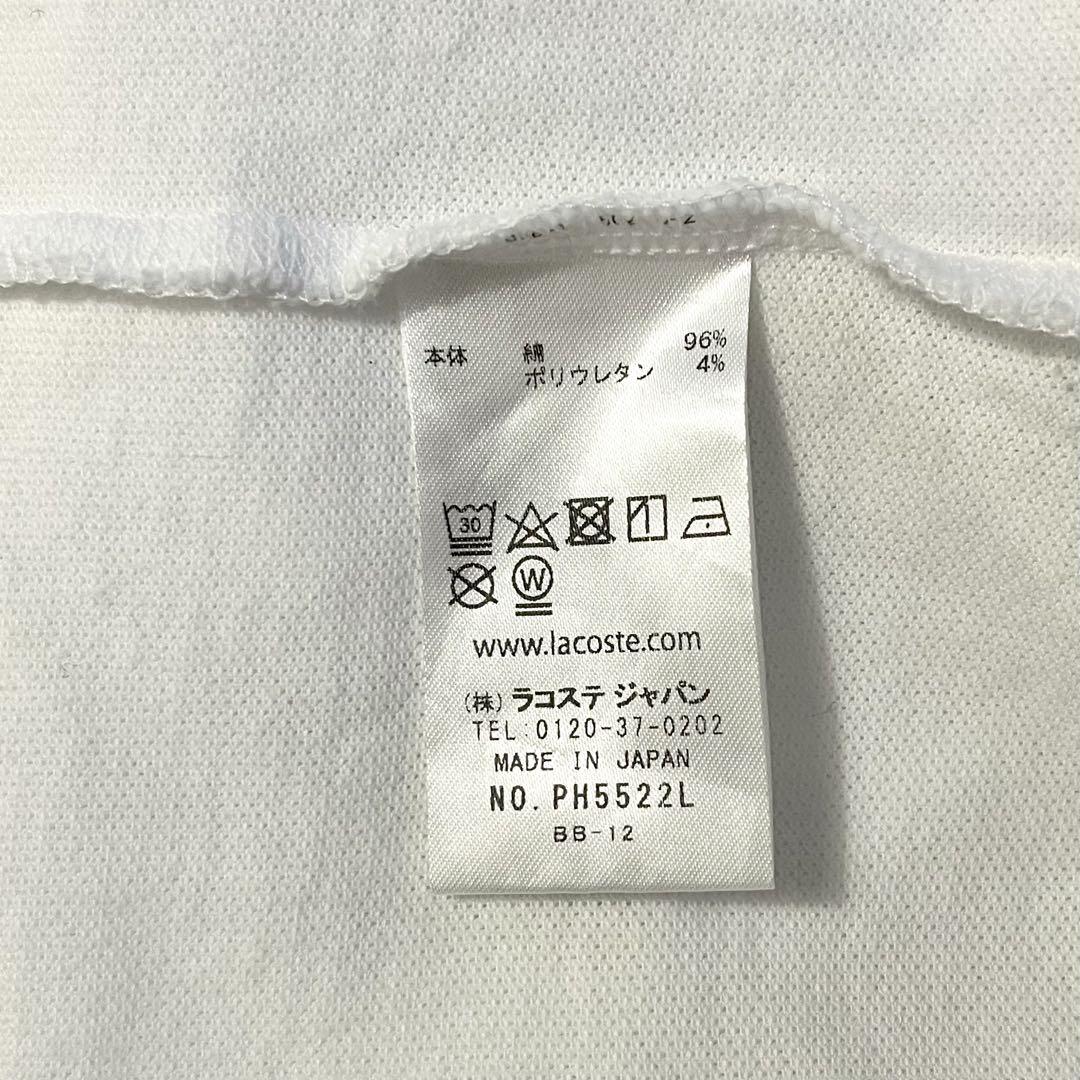 本体 綿 96%
ポリウレタン 4%
30
W
www.lacoste.com
(株) ラコステ ジャパン
TEL:0120-37-0202
MADE IN JAPAN
NO. PH5522L
BB-12